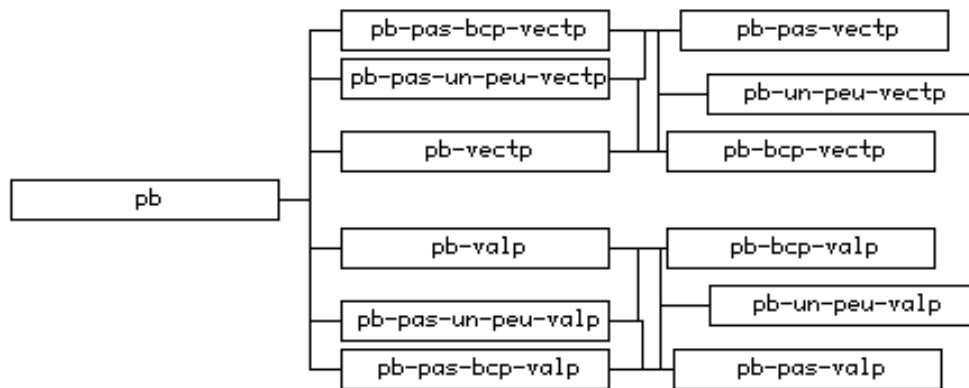 pb-pas-bcp-vectp pb-pas-vectp
pb-pas-un-peu-vectp
pb-un-peu-vectp
pb-vectp pb-bcp-vectp
pb
pb-valp pb-bcp-valp
pb-un-peu-valp
pb-pas-un-peu-valp
pb-pas-bcp-valp pb-pas-valp